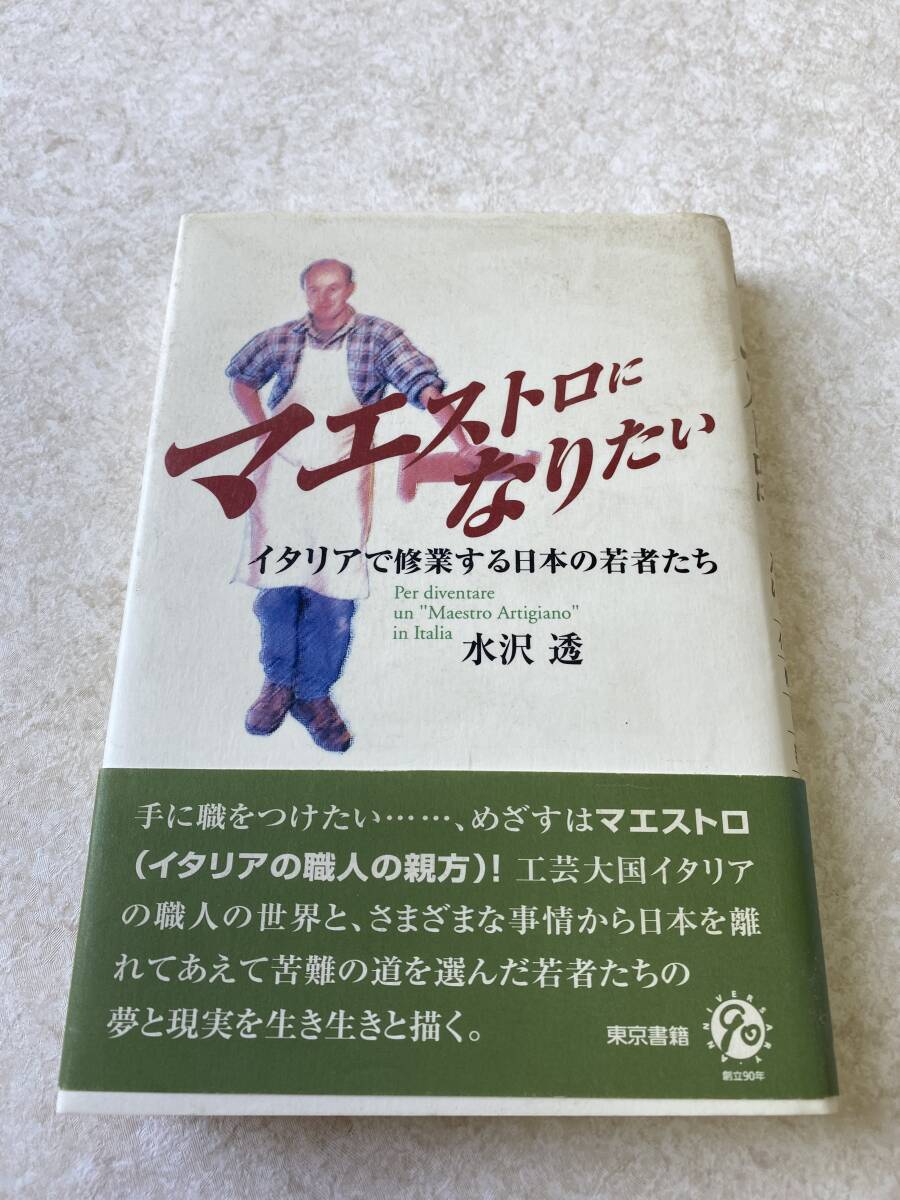 マエストロに
なりたい
イタリアで修業する日本の若者たち
Per diventare
un "Maestro Artigiano"
in Italia
水沢 透
手に職をつけたい……、めざすはマエストロ
(イタリアの職人の親方)! 工芸大国イタリア
の職人の世界と、さまざまな事情から日本を離
れてあえて苦難の道を選んだ若者たちの
夢と現実を生き生きと描く。
東京書籍
ANNIVERSARY
90
創立90年